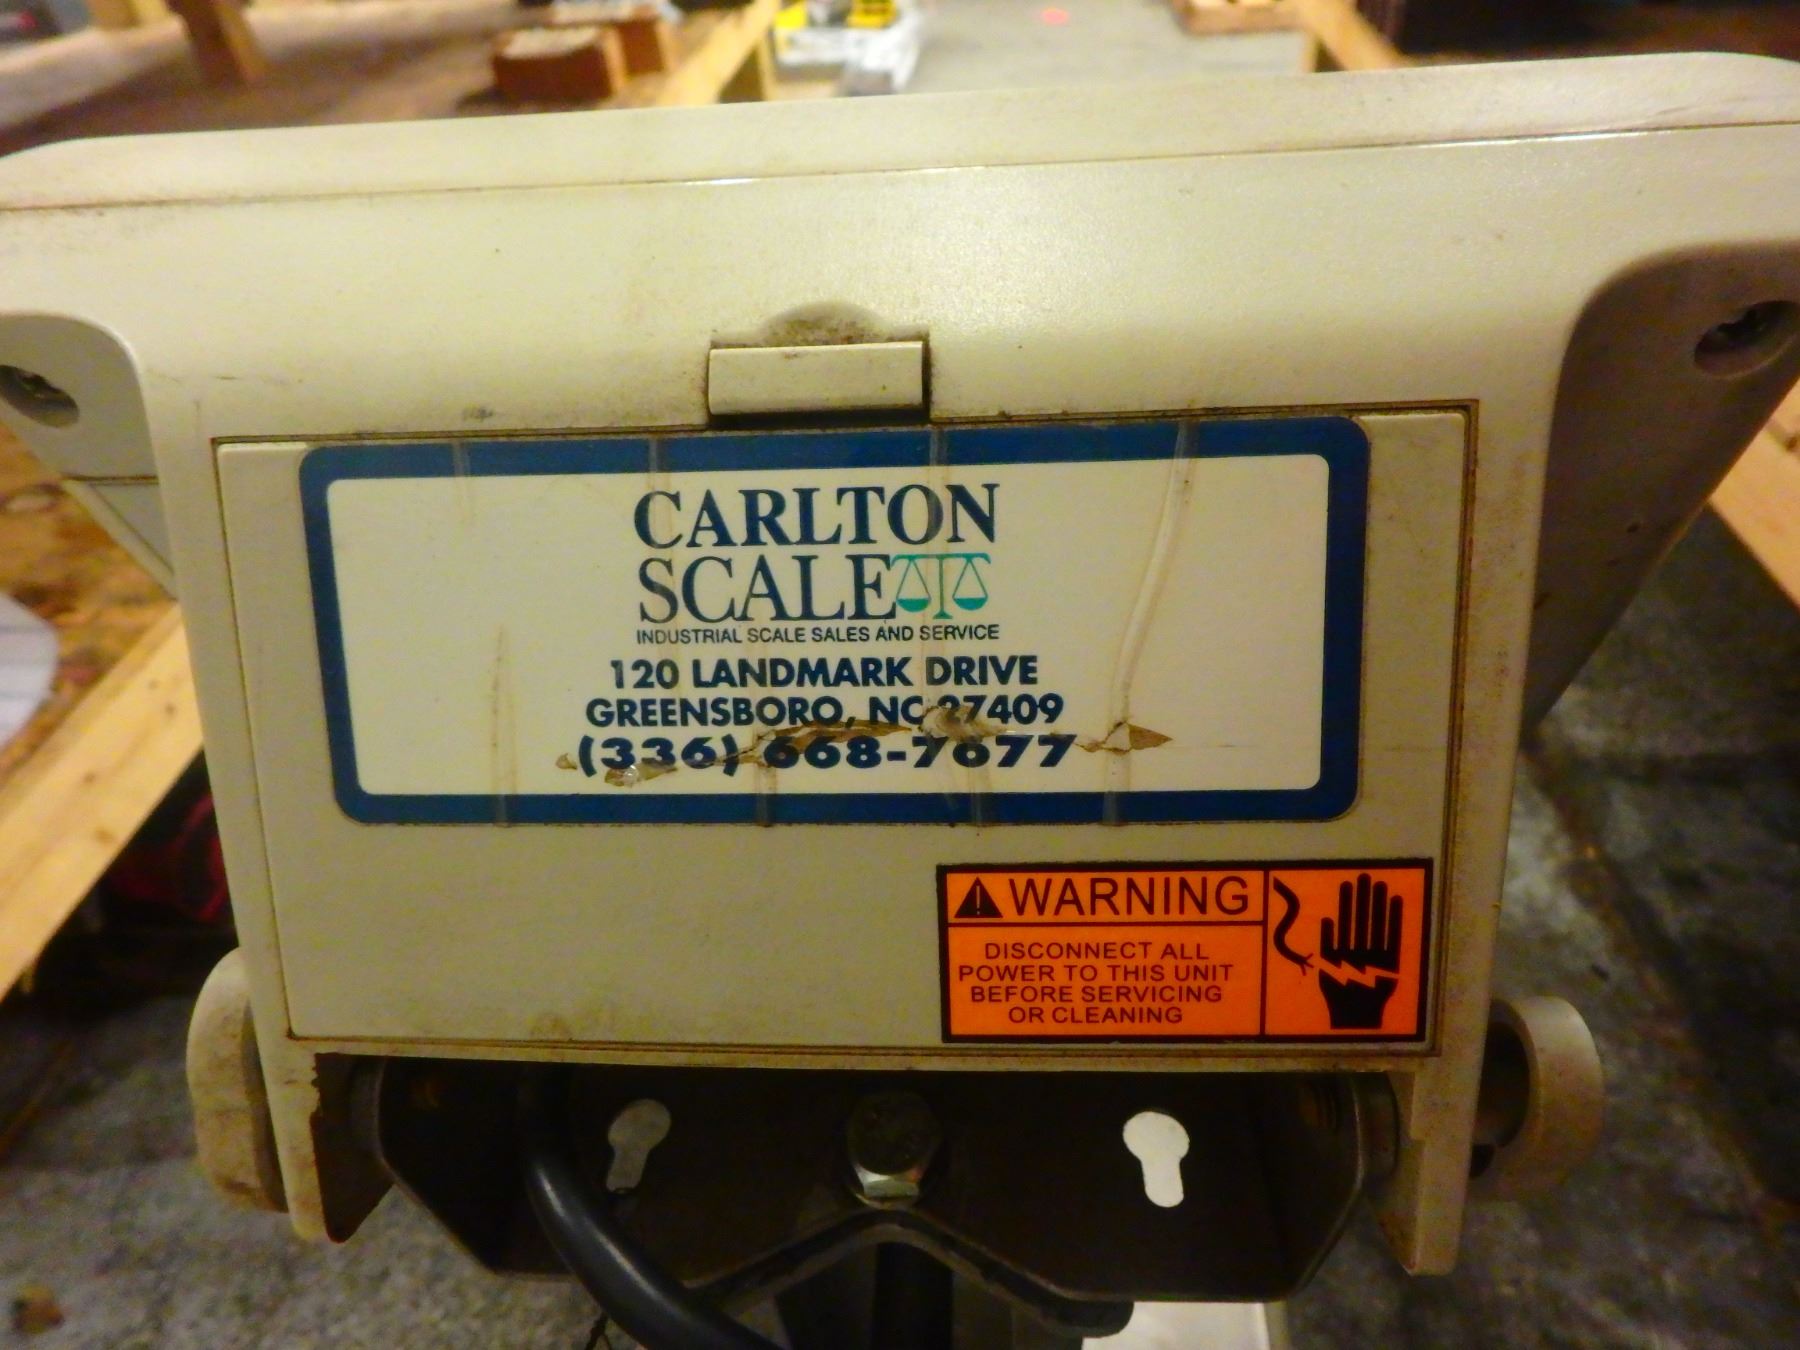 CARLTON
SCALE
INDUSTRIAL SCALE SALES AND SERVICE
120 LANDMARK DRIVE
GREENSBORO, NC 27409
(336) 668-7677
WARNING
DISCONNECT ALL
POWER TO THIS UNIT
BEFORE SERVICING
OR CLEANING